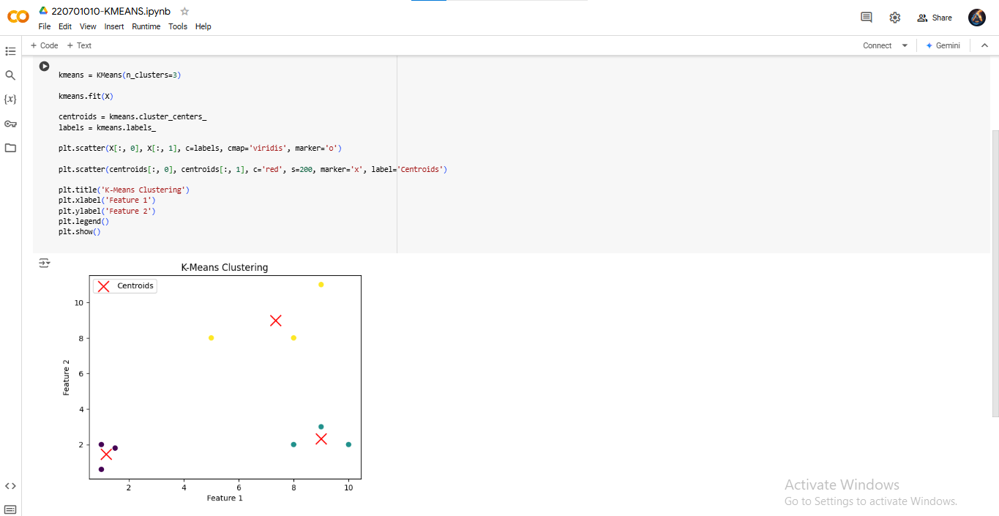 220701010-KMEANS.ipynb
File Edit View Insert Runtime Tools Help
Share
+ Code + Text
Connect
Gemini
{x}
kmeans = KMeans(n_clusters=3)
kmeans.fit(X)
centroids = kmeans.cluster_centers_
labels = kmeans.labels_
plt.scatter(X[:, 0], X[:, 1], c=labels, cmap='viridis', marker='o')
plt.scatter(centroids[:, 0], centroids[:, 1], c='red', s=200, marker='x', label='Centroids')
plt.title('K-Means Clustering')
plt.xlabel('Feature 1')
plt.ylabel('Feature 2')
plt.legend()
plt.show()
K-Means Clustering
Centroids
10
8
6
4
2
Feature 2
2 4 6 8 10
Feature 1
Activate Windows
Go to Settings to activate Windows.